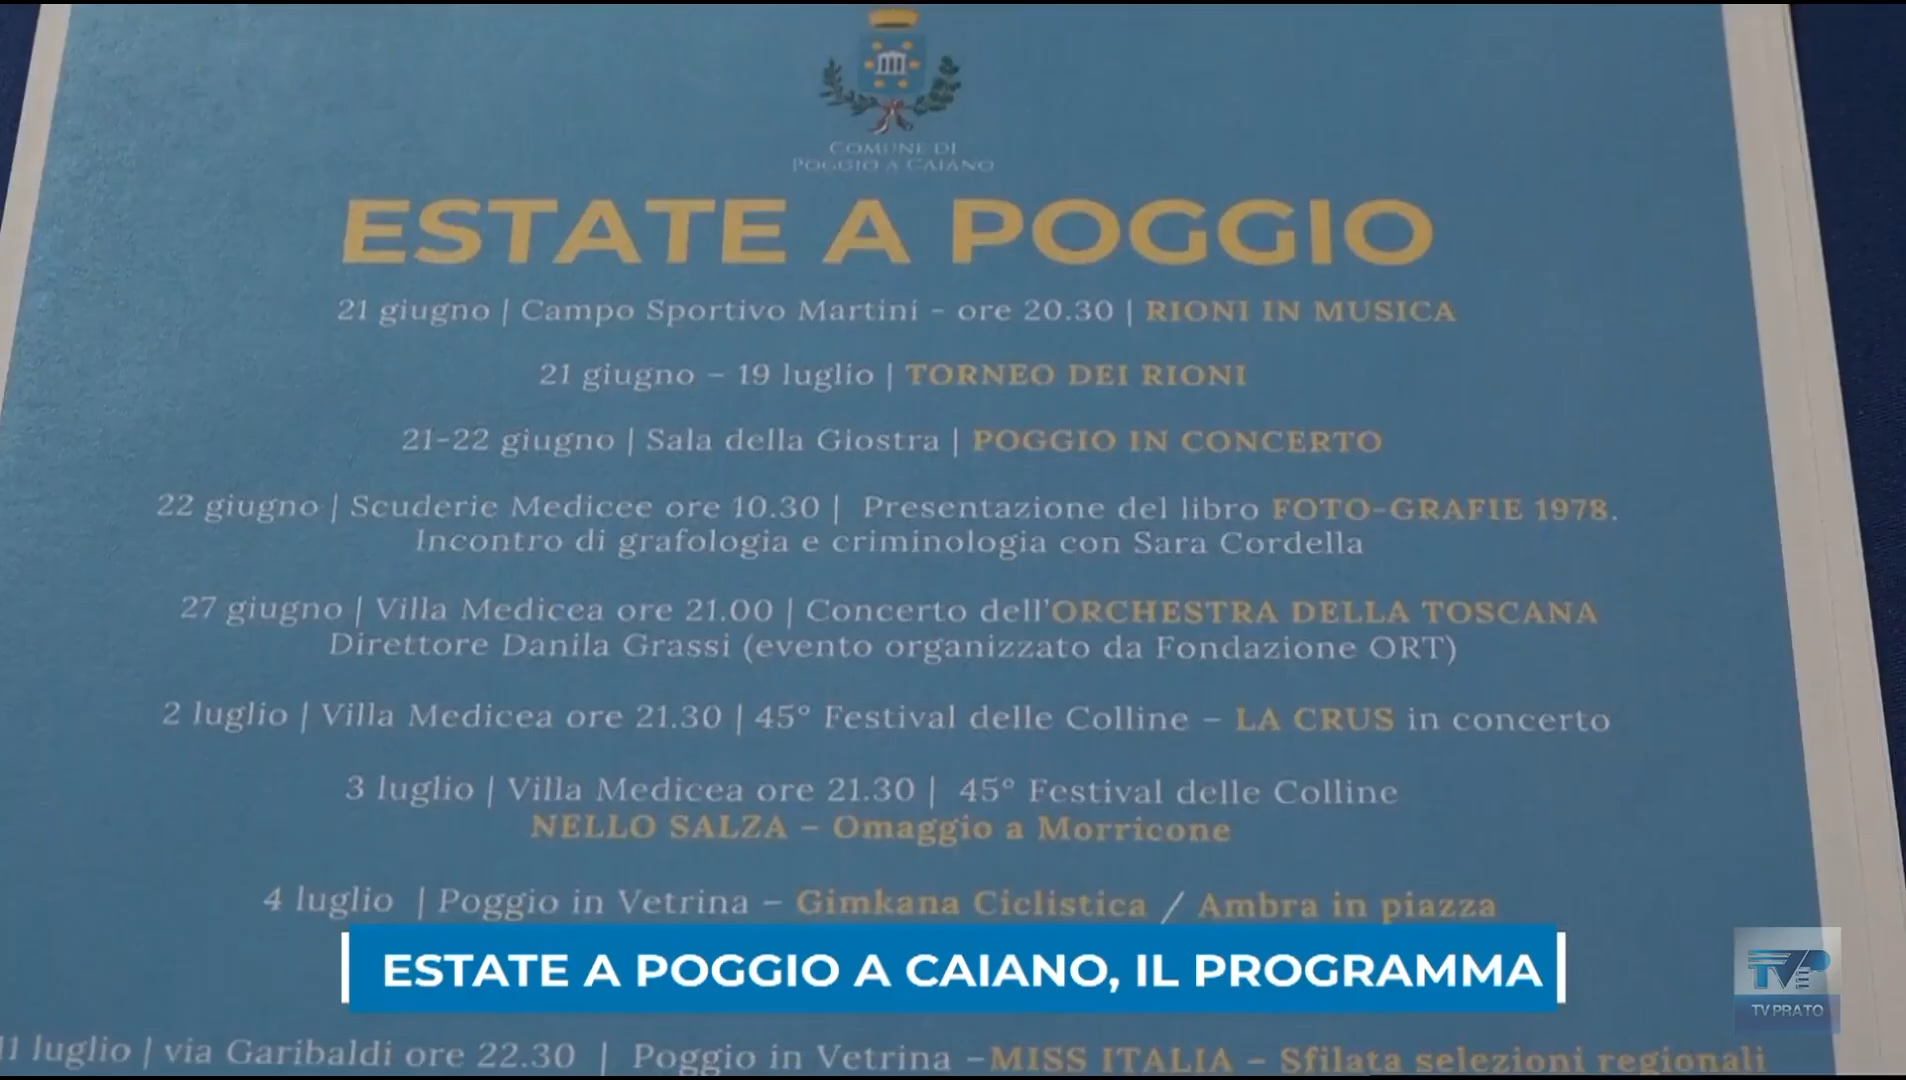 COMUNE DI
POGGIO A CAIANO
ESTATE A POGGIO
21 giugno | Campo Sportivo Martini - ore 20.30 | RIONI IN MUSICA
21 giugno – 19 luglio | TORNEO DEI RIONI
21-22 giugno | Sala della Giostra | POGGIO IN CONCERTO
22 giugno | Scuderie Medicee ore 10.30 | Presentazione del libro FOTO-GRAFIE 1978.
Incontro di grafologia e criminologia con Sara Cordella
27 giugno | Villa Medicea ore 21.00 | Concerto dell'ORCHESTRA DELLA TOSCANA
Direttore Danila Grassi (evento organizzato da Fondazione ORT)
2 luglio | Villa Medicea ore 21.30 | 45° Festival delle Colline – LA CRUS in concerto
3 luglio | Villa Medicea ore 21.30 | 45° Festival delle Colline
NELLO SALZA – Omaggio a Morricone
4 luglio | Poggio in Vetrina – Gimkana Ciclistica / Ambra in piazza
ESTATE A POGGIO A CAIANO, IL PROGRAMMA
TV PRATO
11 luglio | via Garibaldi ore 22.30 | Poggio in Vetrina –MISS ITALIA – Sfilata selezioni regionali